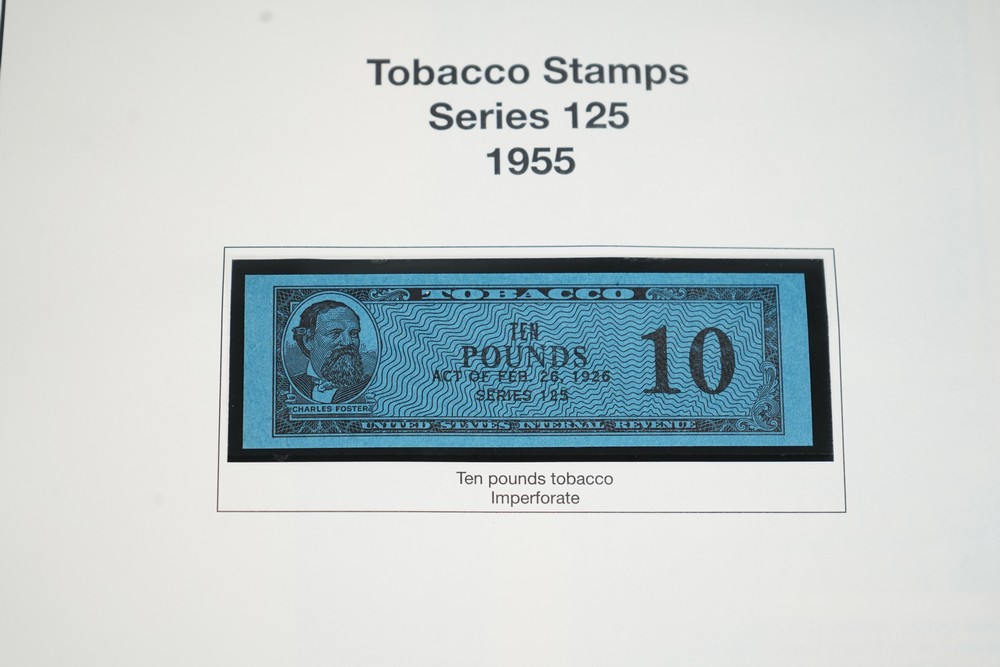 Tobacco Stamps
Series 125
1955
TOBACCO
TEN
POUNDS
ACT OF FEB. 26, 1926
SERIES 125
10
CHARLES FOSTER
UNITED STATES INTERNAL REVENUE
Ten pounds tobacco
Imperforate